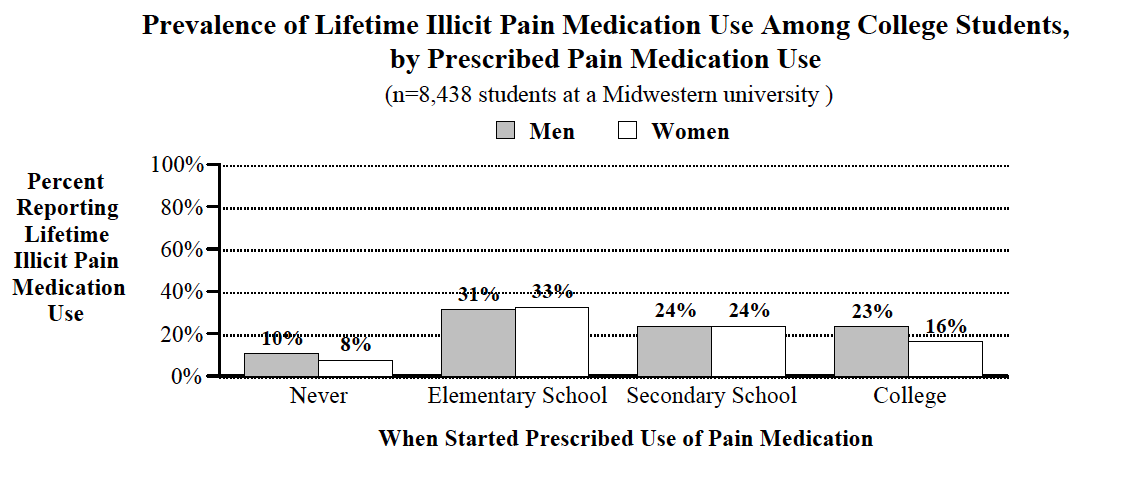 Prevalence of Lifetime Illicit Pain Medication Use Among College Students,
by Prescribed Pain Medication Use
(n=8,438 students at a Midwestern university )
Men Women
Percent
Reporting
Lifetime
Illicit Pain
Medication
Use
100%
80%
60%
40%
20%
0%
10% 8% 31% 33% 24% 24% 23% 16%
Never Elementary School Secondary School College
When Started Prescribed Use of Pain Medication